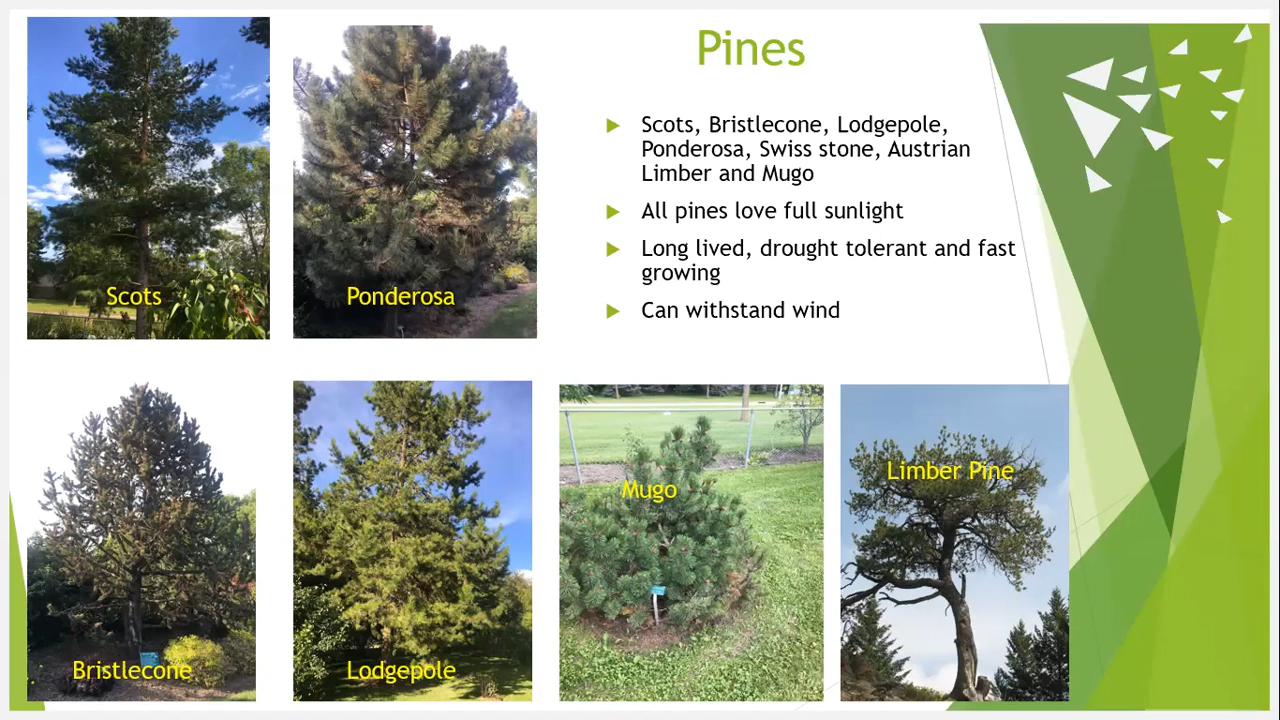 Pines
Scots, Bristlecone, Lodgepole,
Ponderosa, Swiss stone, Austrian
Limber and Mugo
All pines love full sunlight
Long lived, drought tolerant and fast
growing
Can withstand wind
Scots
Ponderosa
Bristlecone
Lodgepole
Mugo
Limber Pine